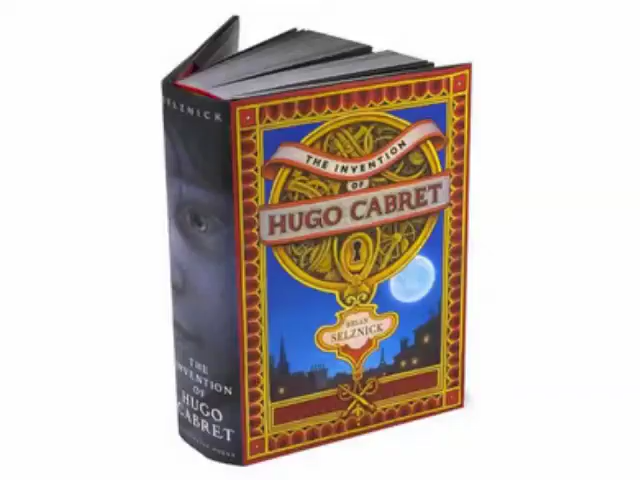 SELZNICK
THE
INVENTION
OF
HUGO
CABRET
THE INVENTION
OF
HUGO CABRET
BRIAN
SELZNICK